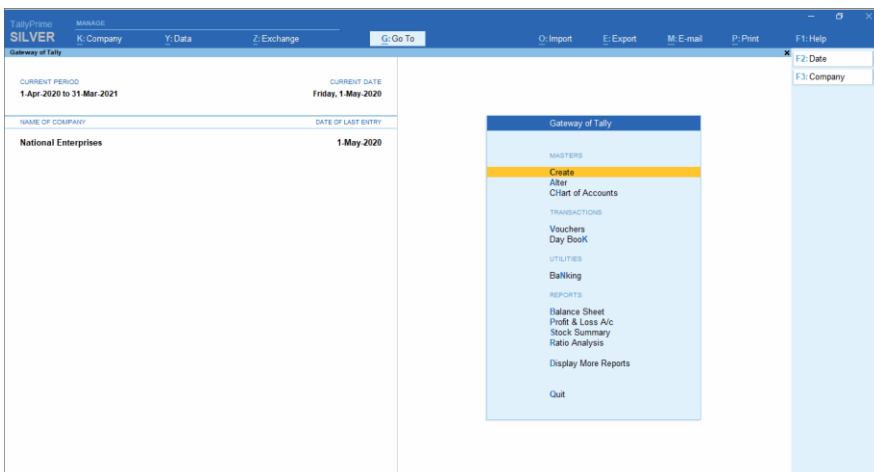 TallyPrime MANAGE
SILVER K: Company Y: Data Z: Exchange G: Go To O: Import E: Export M: E-mail P: Print F1: Help
Gateway of Tally
F2: Date
F3: Company
CURRENT PERIOD CURRENT DATE
1-Apr-2020 to 31-Mar-2021 Friday, 1-May-2020
NAME OF COMPANY DATE OF LAST ENTRY
National Enterprises 1-May-2020
Gateway of Tally
MASTERS
Create
Alter
CHart of Accounts
TRANSACTIONS
Vouchers
Day BooK
UTILITIES
BaNking
REPORTS
Balance Sheet
Profit & Loss A/c
Stock Summary
Ratio Analysis
Display More Reports
Quit